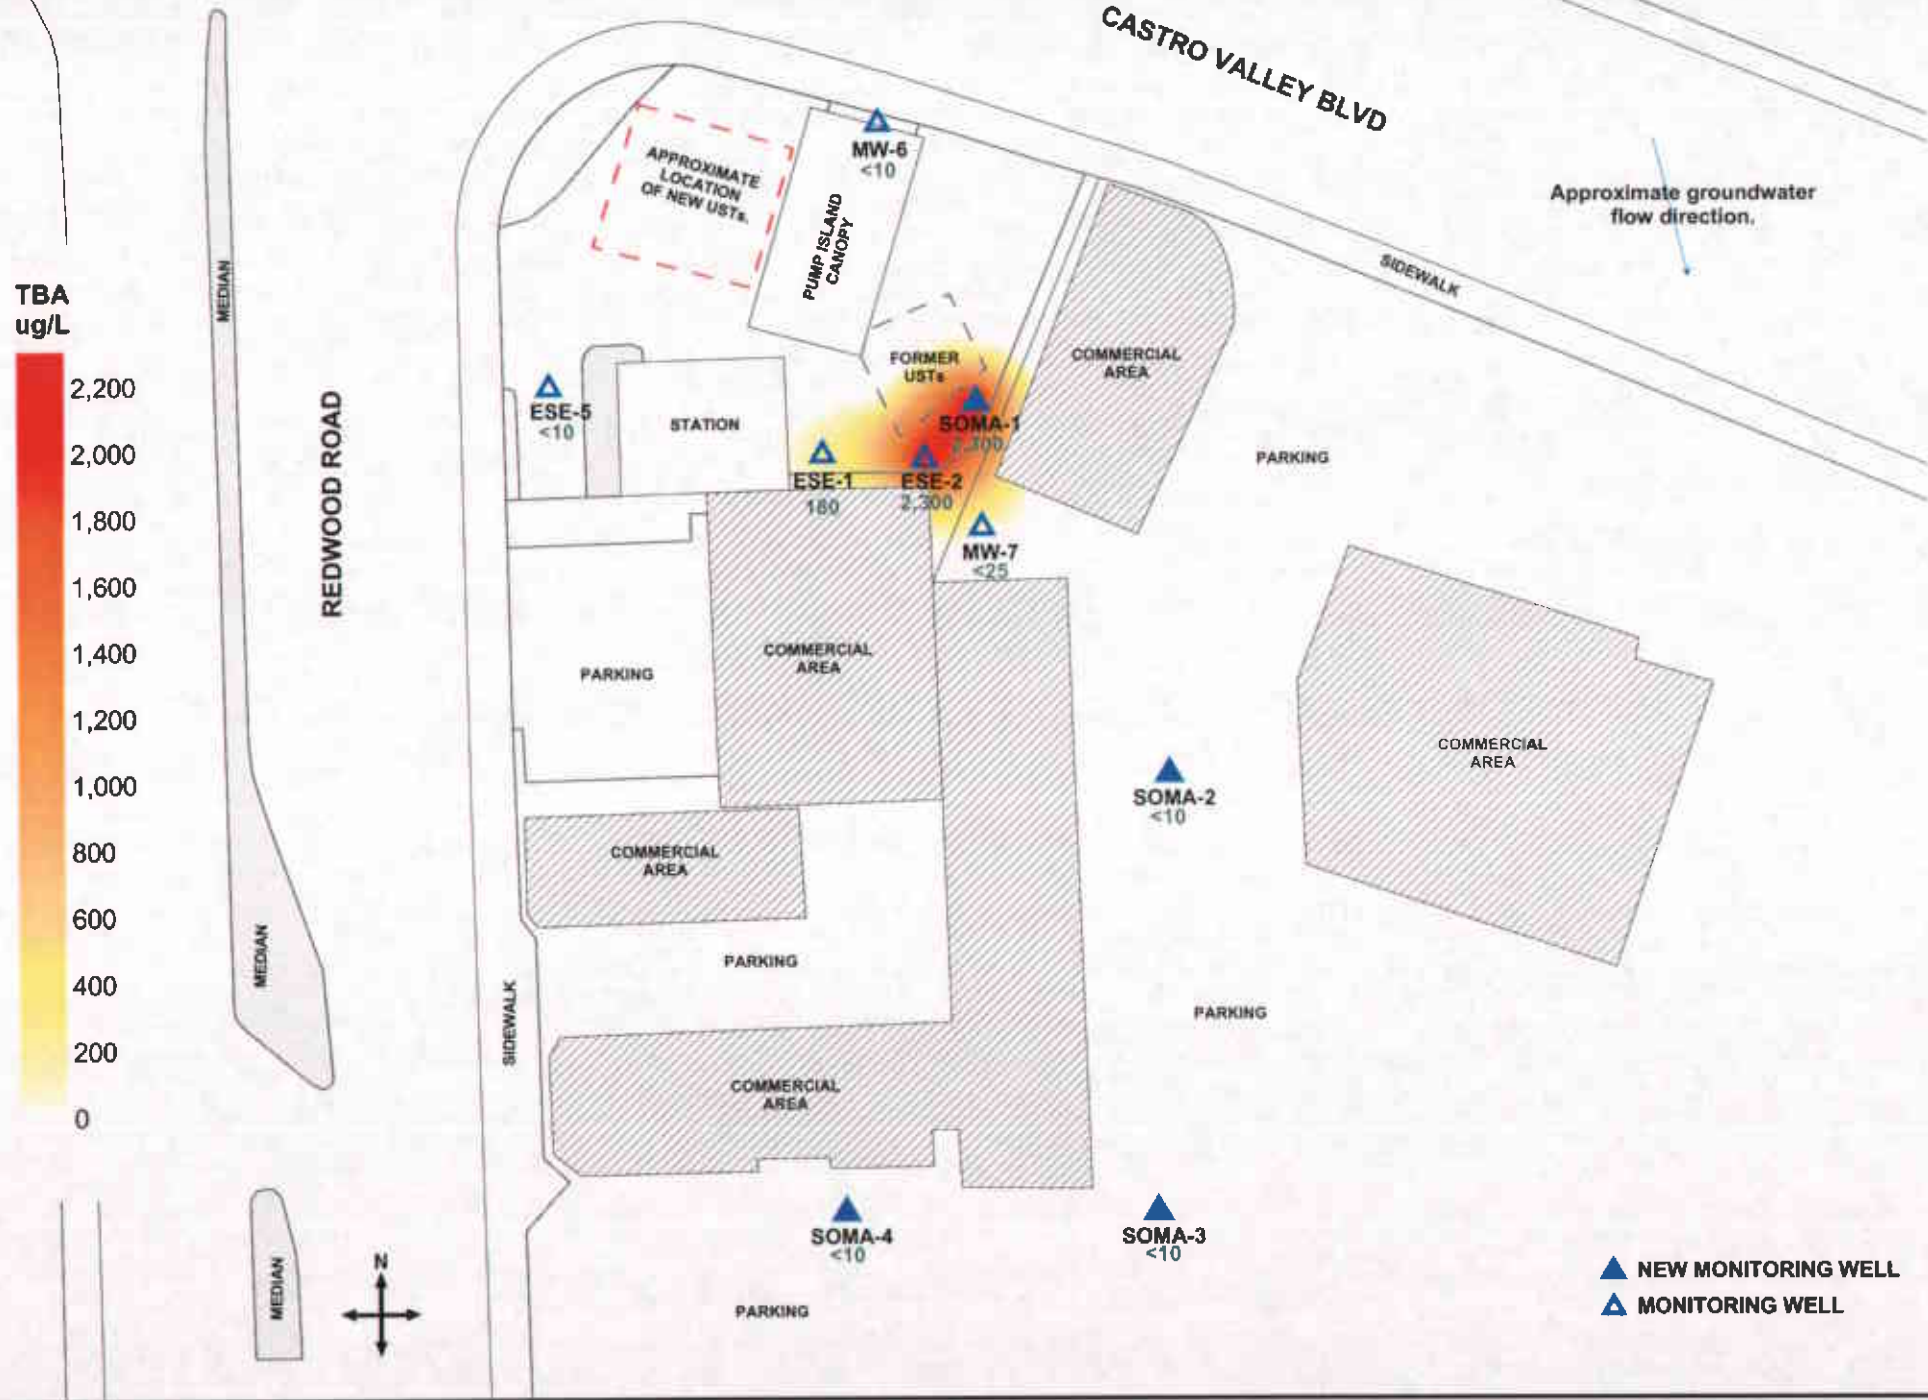 CASTRO VALLEY BLVD
MW-6
<10
APPROXIMATE
LOCATION
OF NEW USTs.
PUMP ISLAND
CANOPY
Approximate groundwater
flow direction.
SIDEWALK
MEDIAN
TBA
ug/L
2,200
2,000
1,800
1,600
1,400
1,200
1,000
800
600
400
200
0
REDWOOD ROAD
FORMER
USTs
COMMERCIAL
AREA
ESE-5
<10
STATION
SOMA-1
ESE-1
180
ESE-2
2,300
PARKING
MW-7
<25
PARKING
COMMERCIAL
AREA
COMMERCIAL
AREA
SOMA-2
<10
COMMERCIAL
AREA
MEDIAN
PARKING
SIDEWALK
PARKING
COMMERCIAL
AREA
SOMA-4
<10
SOMA-3
<10
N
MEDIAN
PARKING
NEW MONITORING WELL
MONITORING WELL